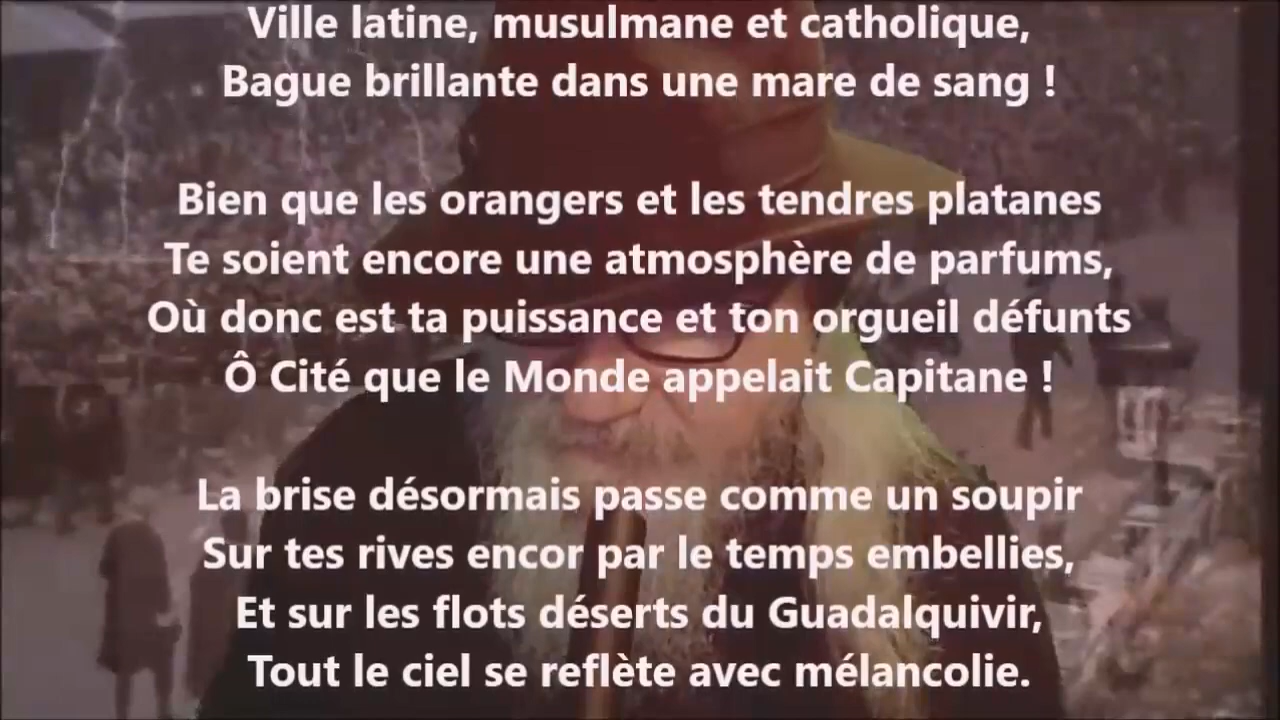 Ville latine, musulmane et catholique,
Bague brillante dans une mare de sang !
Bien que les orangers et les tendres platanes
Te soient encore une atmosphère de parfums,
Où donc est ta puissance et ton orgueil défunts
Ô Cité que le Monde appelait Capitane !
La brise désormais passe comme un soupir
Sur tes rives encor par le temps embellies,
Et sur les flots déserts du Guadalquivir,
Tout le ciel se reflète avec mélancolie.